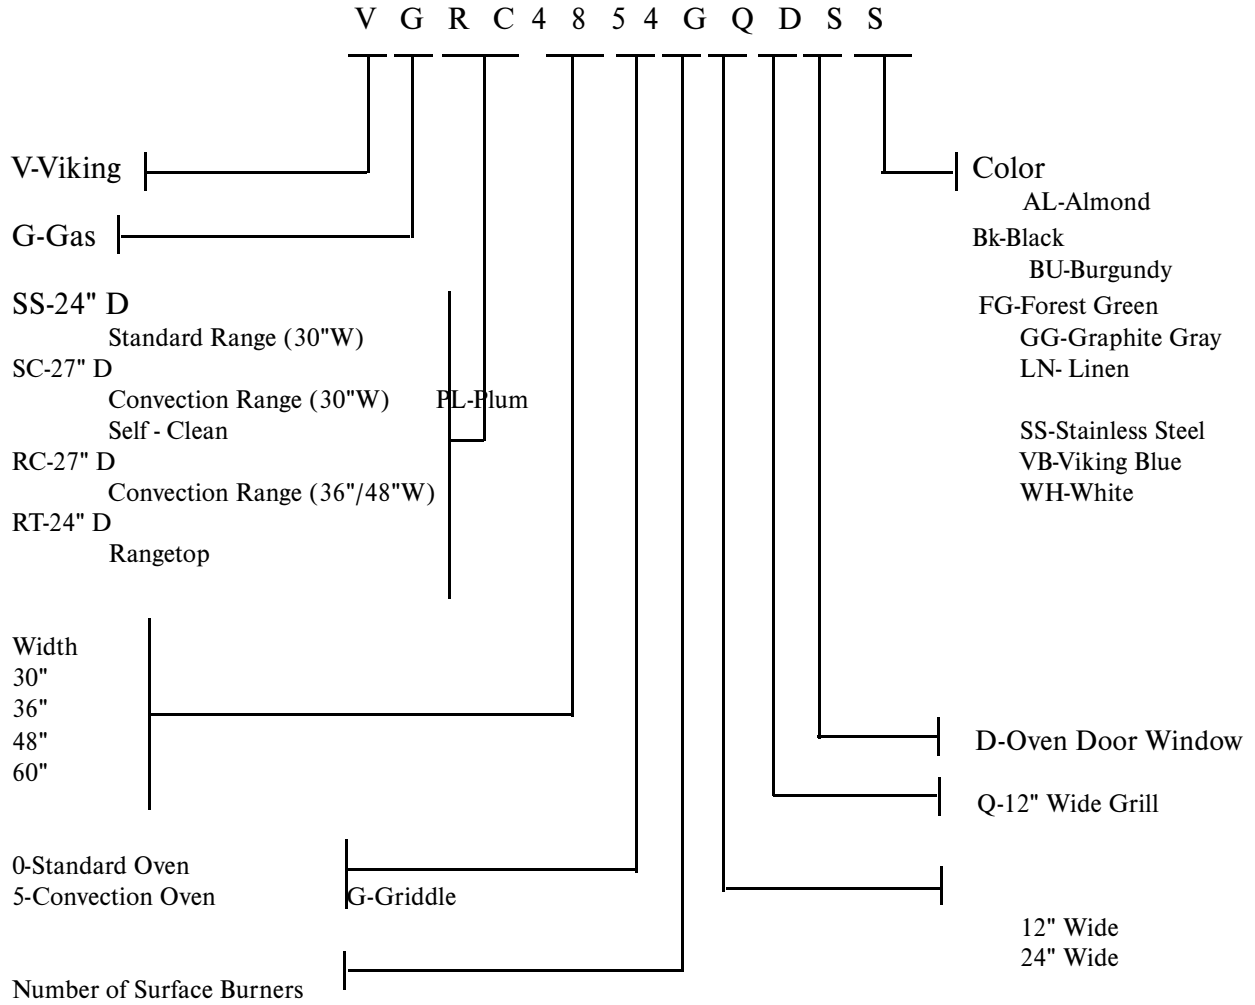 V G R C 4 8 5 4 G Q D S S
V-Viking
G-Gas
SS-24" D
Standard Range (30"W)
SC-27" D
Convection Range (30"W)
Self - Clean
RC-27" D
Convection Range (36"/48"W)
RT-24" D
Rangetop
Width
30"
36"
48"
60"
0-Standard Oven
5-Convection Oven
Number of Surface Burners
Color
AL-Almond
Bk-Black
BU-Burgundy
FG-Forest Green
GG-Graphite Gray
LN- Linen
PL-Plum
SS-Stainless Steel
VB-Viking Blue
WH-White
D-Oven Door Window
Q-12" Wide Grill
G-Griddle
12" Wide
24" Wide